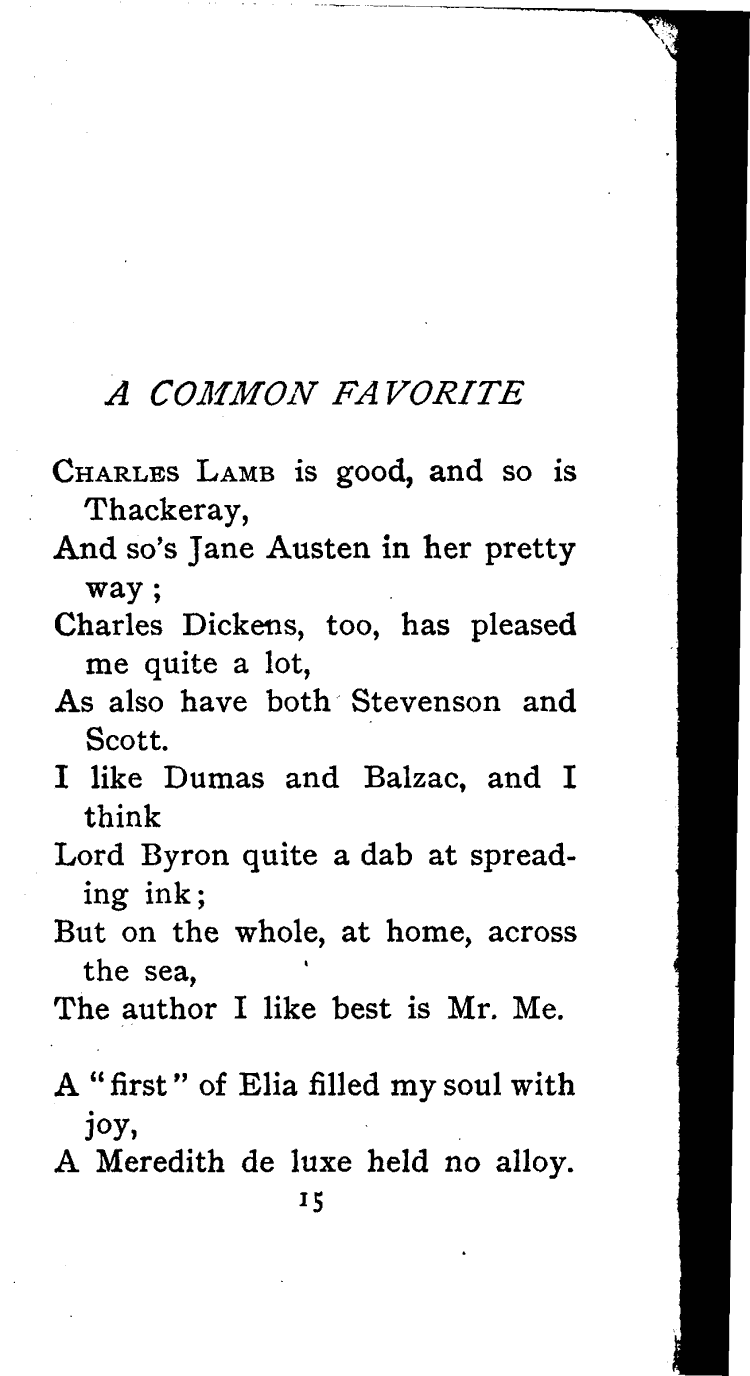 A COMMON FAVORITE
CHARLES LAMB is good, and so is
Thackeray,
And so's Jane Austen in her pretty
way ;
Charles Dickens, too, has pleased
me quite a lot,
As also have both Stevenson and
Scott.
I like Dumas and Balzac, and I
think
Lord Byron quite a dab at spread-
ing ink ;
But on the whole, at home, across
the sea,
The author I like best is Mr. Me.
A "first" of Elia filled my soul with
joy,
A Meredith de luxe held no alloy.
15